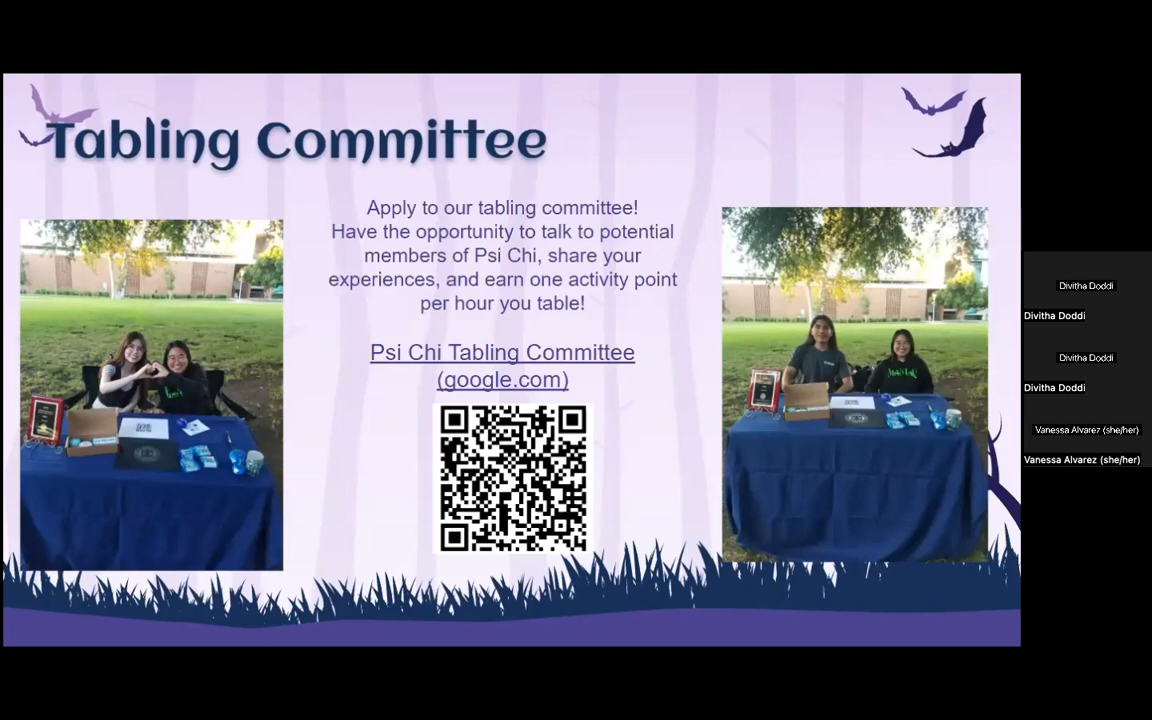 Tabling Committee
Apply to our tabling committee!
Have the opportunity to talk to potential
members of Psi Chi, share your
experiences, and earn one activity point
per hour you table!
Psi Chi Tabling Committee
(google.com)
Divitha Doddi
Divitha Doddi
Divitha Doddi
Divitha Doddi
Vanessa Alvarez (she/her)
Vanessa Alvarez (she/her)